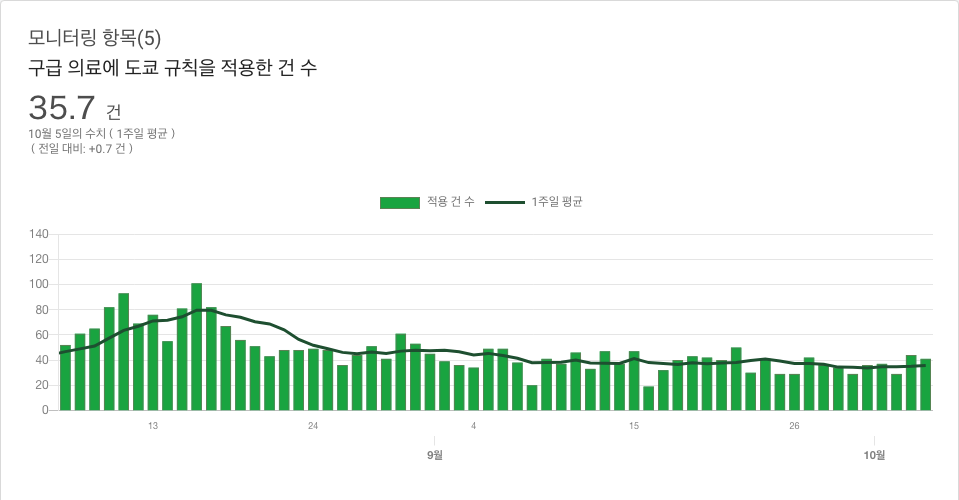 모니터링 항목(5)
구급 의료에 도쿄 규칙을 적용한 건 수
35.7 건
10월 5일의 수치 ( 1주일 평균 )
( 전일 대비: +0.7 건 )
적용 건 수 1주일 평균
140
120
100
80
60
40
20
0
13 24 4 15 26
9월 10월